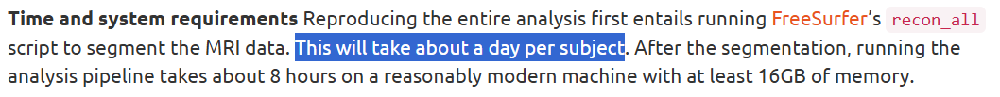 Time and system requirements Reproducing the entire analysis first entails running FreeSurfer's recon_all
script to segment the MRI data. This will take about a day per subject. After the segmentation, running the
analysis pipeline takes about 8 hours on a reasonably modern machine with at least 16GB of memory.